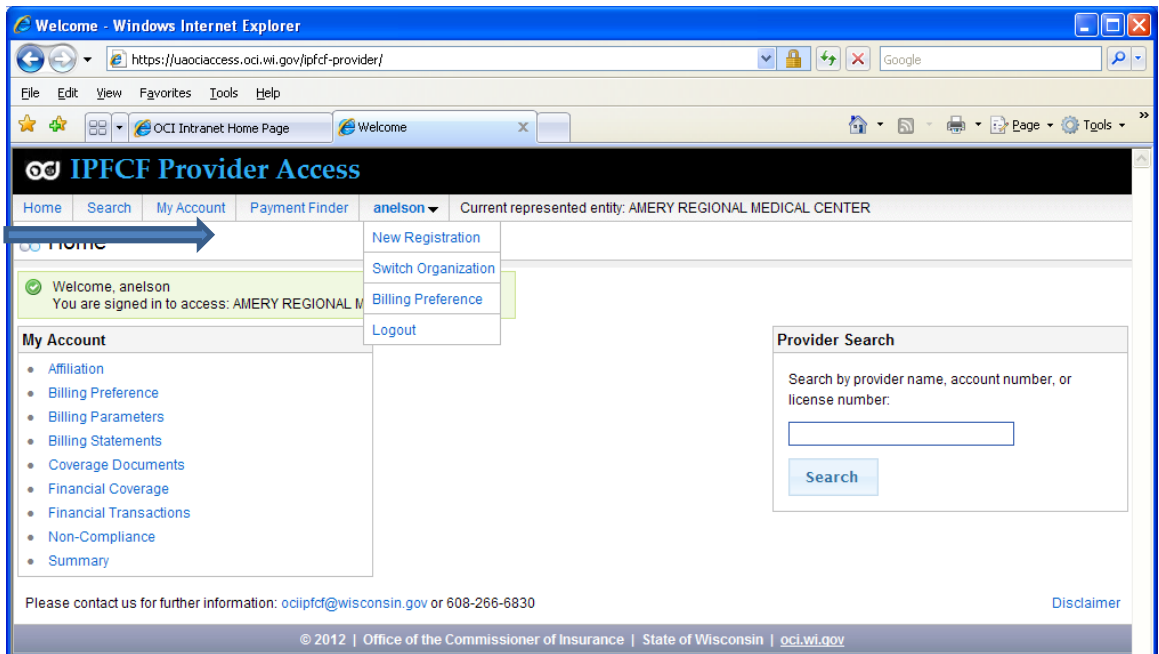 Welcome - Windows Internet Explorer
https://uaociaccess.oci.wi.gov/ipfcf-provider/
Google
File Edit View Favorites Tools Help
OCI Intranet Home Page
Welcome
Page Tools
oci IPFCF Provider Access
Home Search My Account Payment Finder anelson Current represented entity: AMERY REGIONAL MEDICAL CENTER
New Registration
Switch Organization
Billing Preference
Logout
Home
Welcome, anelson
You are signed in to access: AMERY REGIONAL
My Account
Affiliation
Billing Preference
Billing Parameters
Billing Statements
Coverage Documents
Financial Coverage
Financial Transactions
Non-Compliance
Summary
Provider Search
Search by provider name, account number, or
license number:
Search
Please contact us for further information: ociipfcf@wisconsin.gov or 608-266-6830
Disclaimer
© 2012 | Office of the Commissioner of Insurance | State of Wisconsin | oci.wi.gov